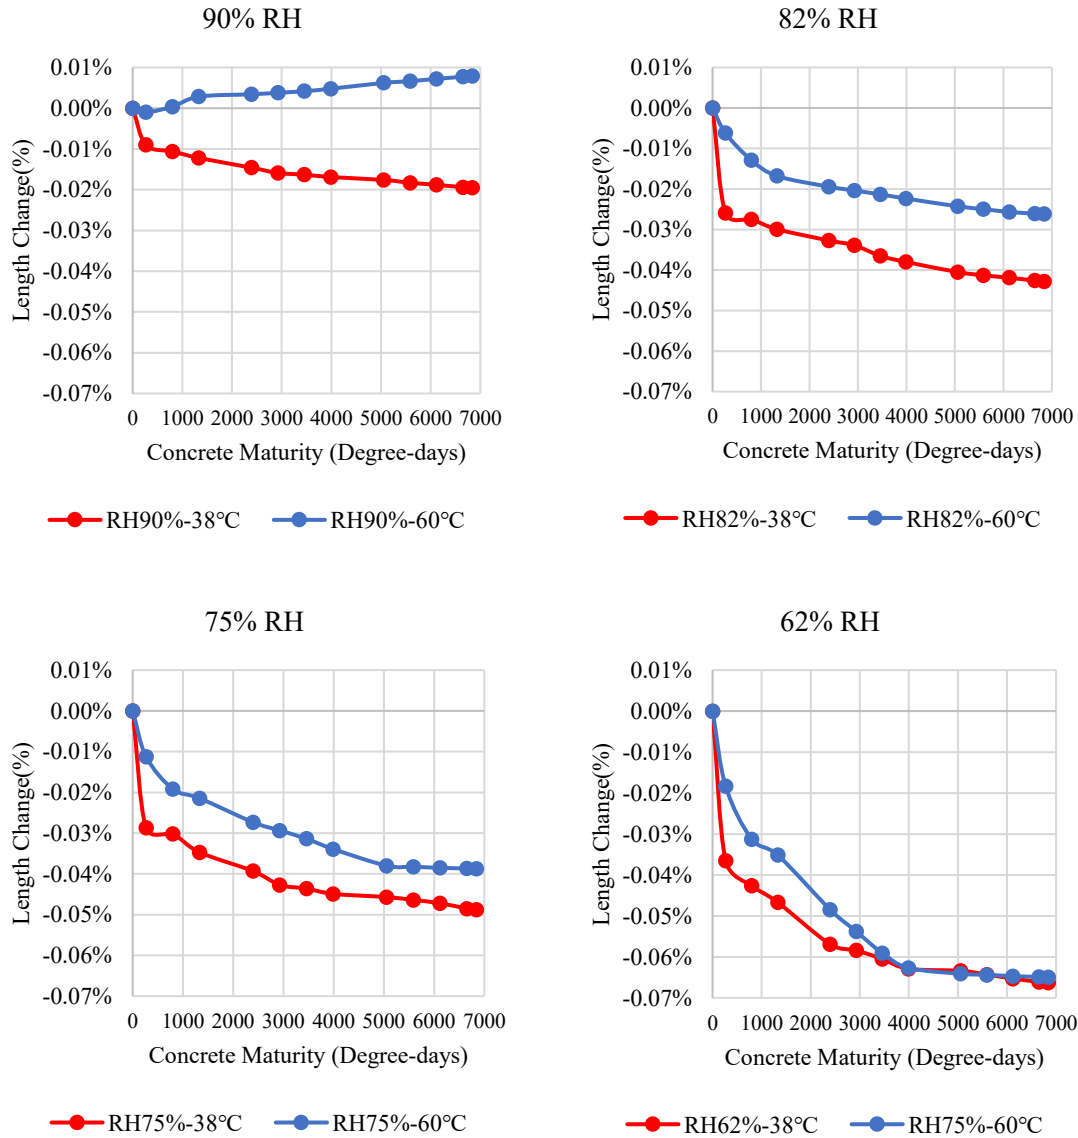 90% RH
0.01%
0.00%
-0.01%
-0.02%
-0.03%
-0.04%
-0.05%
-0.06%
-0.07%
Length Change(%)
0 1000 2000 3000 4000 5000 6000 7000
Concrete Maturity (Degree-days)
RH90%-38℃ RH90%-60℃
82% RH
0.01%
0.00%
-0.01%
-0.02%
-0.03%
-0.04%
-0.05%
-0.06%
-0.07%
Length Change(%)
0 1000 2000 3000 4000 5000 6000 7000
Concrete Maturity (Degree-days)
RH82%-38℃ RH82%-60℃
75% RH
0.01%
0.00%
-0.01%
-0.02%
-0.03%
-0.04%
-0.05%
-0.06%
-0.07%
Length Change(%)
0 1000 2000 3000 4000 5000 6000 7000
Concrete Maturity (Degree-days)
RH75%-38℃ RH75%-60℃
62% RH
0.01%
0.00%
-0.01%
-0.02%
-0.03%
-0.04%
-0.05%
-0.06%
-0.07%
Length Change(%)
0 1000 2000 3000 4000 5000 6000 7000
Concrete Maturity (Degree-days)
RH62%-38℃ RH75%-60℃